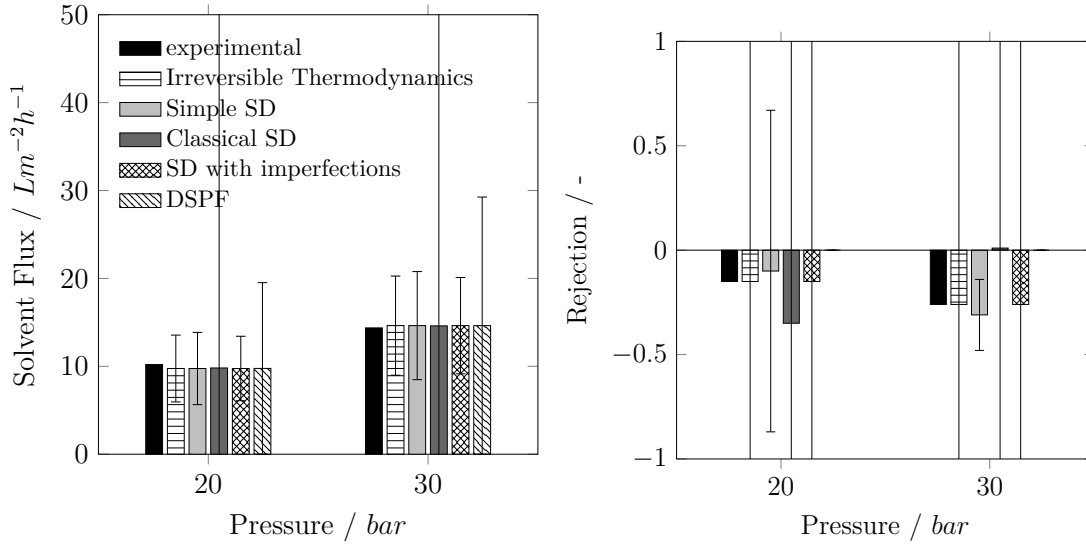 50
40
30
20
10
0
Solvent Flux / Lm⁻²h⁻¹
experimental
Irreversible Thermodynamics
Simple SD
Classical SD
SD with imperfections
DSPF
20
30
Pressure / bar
1
0.5
0
−0.5
−1
Rejection / -
20
30
Pressure / bar